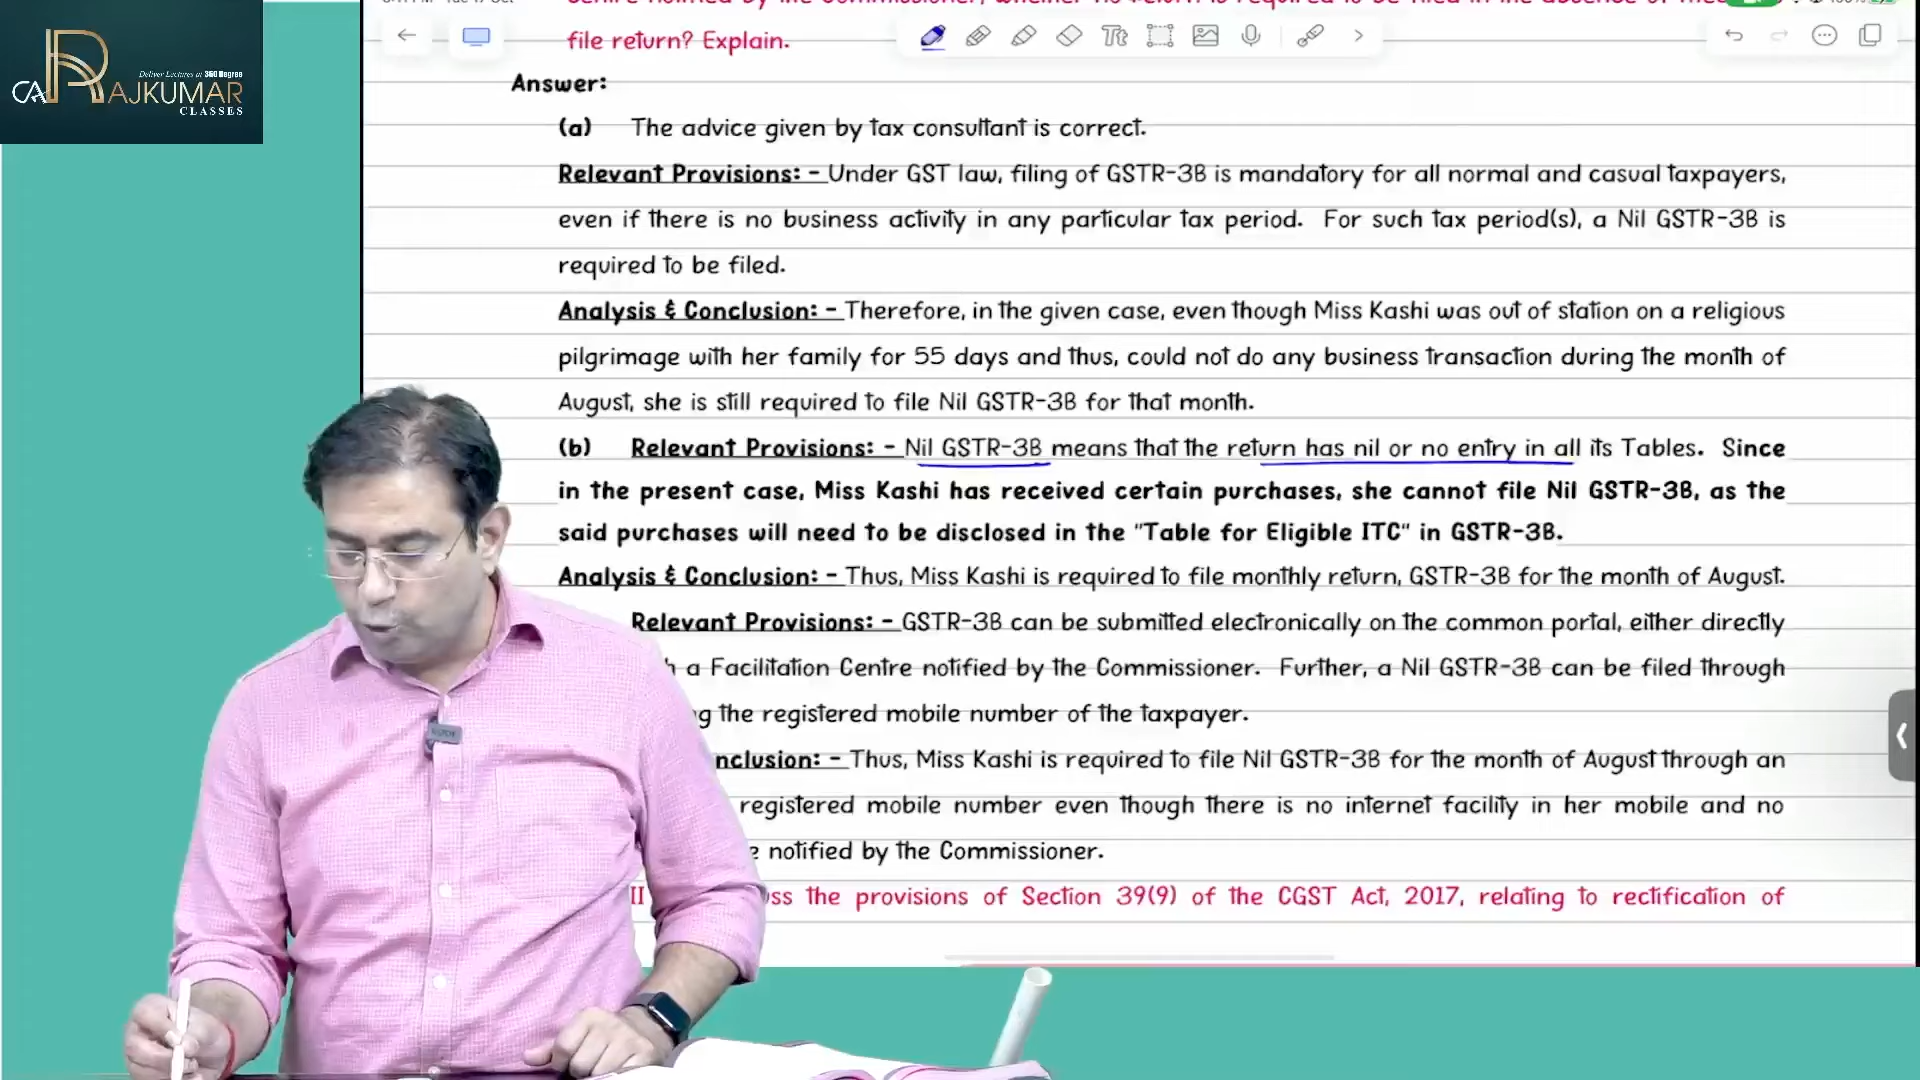 Deliver Lectures at 360 Degree
CA RAJKUMAR
CLASSES
file return? Explain.
Answer:
(a) The advice given by tax consultant is correct.
Relevant Provisions: - Under GST law, filing of GSTR-3B is mandatory for all normal and casual taxpayers,
even if there is no business activity in any particular tax period. For such tax period(s), a Nil GSTR-3B is
required to be filed.
Analysis & Conclusion: - Therefore, in the given case, even though Miss Kashi was out of station on a religious
pilgrimage with her family for 55 days and thus, could not do any business transaction during the month of
August, she is still required to file Nil GSTR-3B for that month.
(b) Relevant Provisions: - Nil GSTR-3B means that the return has nil or no entry in all its Tables. Since
in the present case, Miss Kashi has received certain purchases, she cannot file Nil GSTR-3B, as the
said purchases will need to be disclosed in the "Table for Eligible ITC" in GSTR-3B.
Analysis & Conclusion: - Thus, Miss Kashi is required to file monthly return, GSTR-3B for the month of August.
Relevant Provisions: - GSTR-3B can be submitted electronically on the common portal, either directly
a Facilitation Centre notified by the Commissioner. Further, a Nil GSTR-3B can be filed through
the registered mobile number of the taxpayer.
nclusion: - Thus, Miss Kashi is required to file Nil GSTR-3B for the month of August through an
registered mobile number even though there is no internet facility in her mobile and no
notified by the Commissioner.
II the provisions of Section 39(9) of the CGST Act, 2017, relating to rectification of